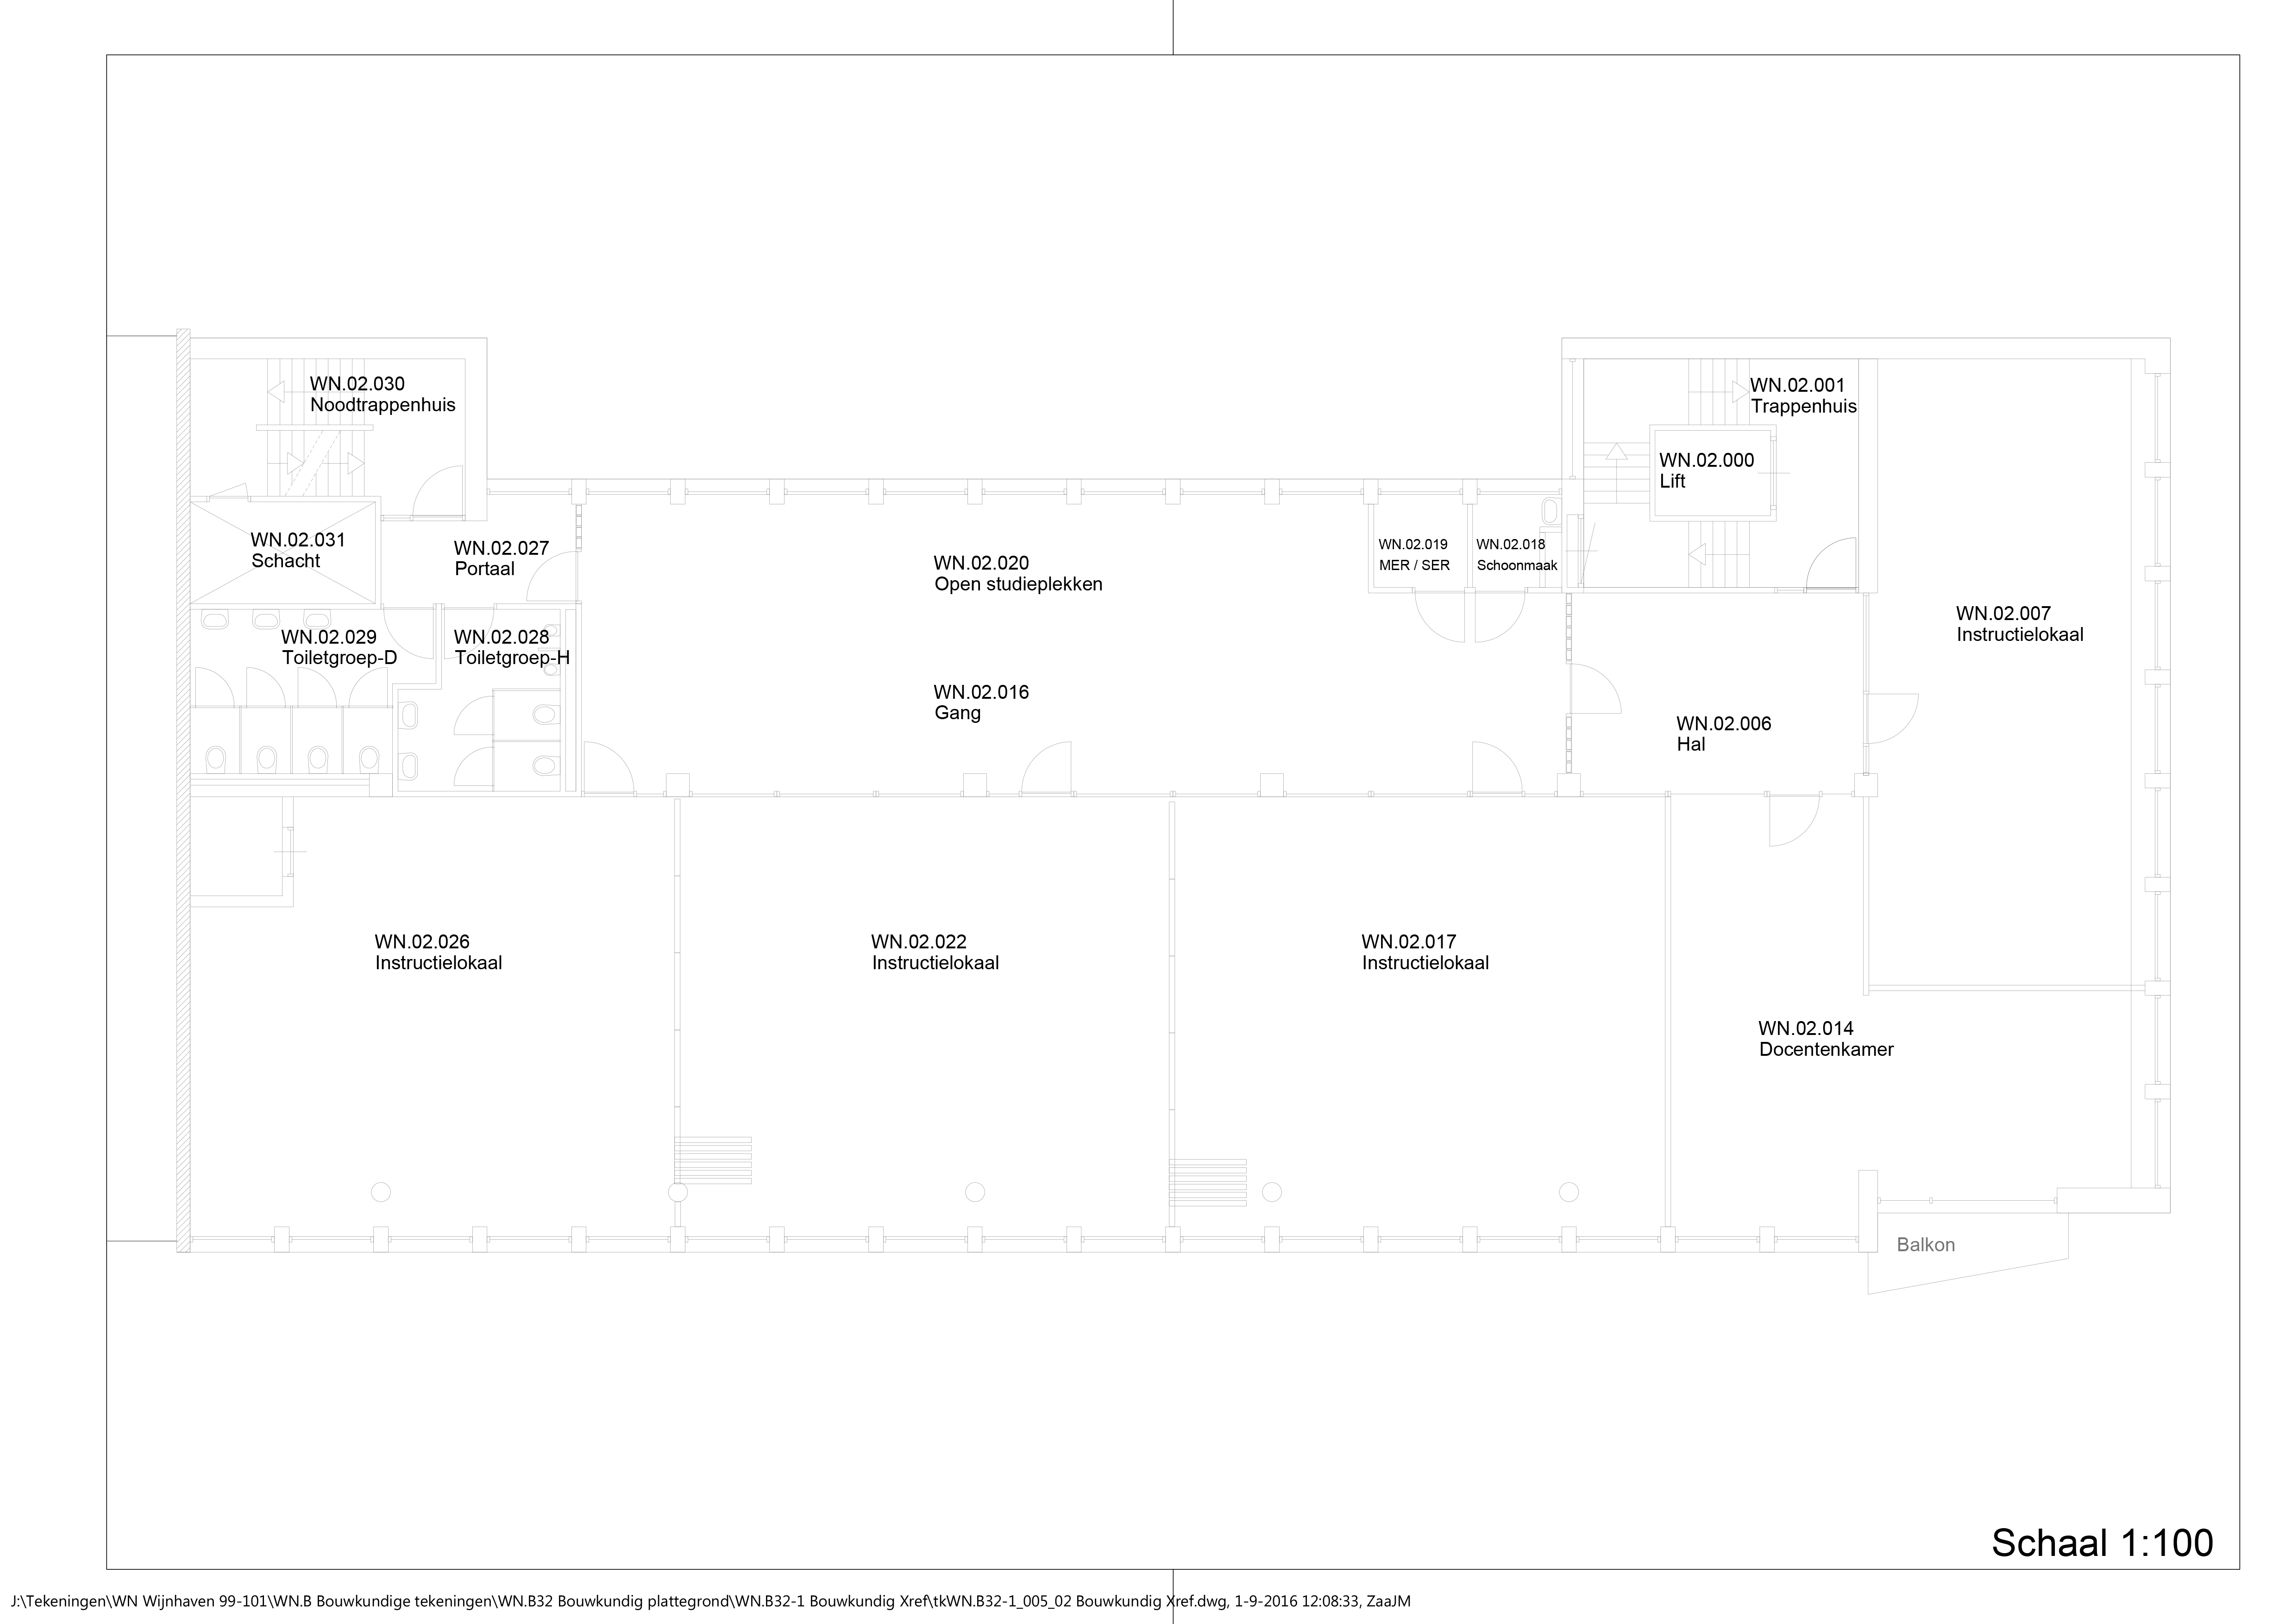 WN.02.030
Noodtrappenhuis
WN.02.001
Trappenhuis
WN.02.000
Lift
WN.02.031
Schacht
WN.02.027
Portaal
WN.02.020
Open studieplekken
WN.02.019
MER / SER
WN.02.018
Schoonmaak
WN.02.007
Instructielokaal
WN.02.029
Toiletgroep-D
WN.02.028
Toiletgroep-H
WN.02.016
Gang
WN.02.006
Hal
WN.02.026
Instructielokaal
WN.02.022
Instructielokaal
WN.02.017
Instructielokaal
WN.02.014
Docentenkamer
Balkon
Schaal 1:100
J:\Tekeningen\WN Wijnhaven 99-101\WN.B Bouwkundige tekeningen\WN.B32 Bouwkundig plattegrond\WN.B32-1 Bouwkundig Xref\tkWN.B32-1_005_02 Bouwkundig Xref.dwg, 1-9-2016 12:08:33, ZaaJM